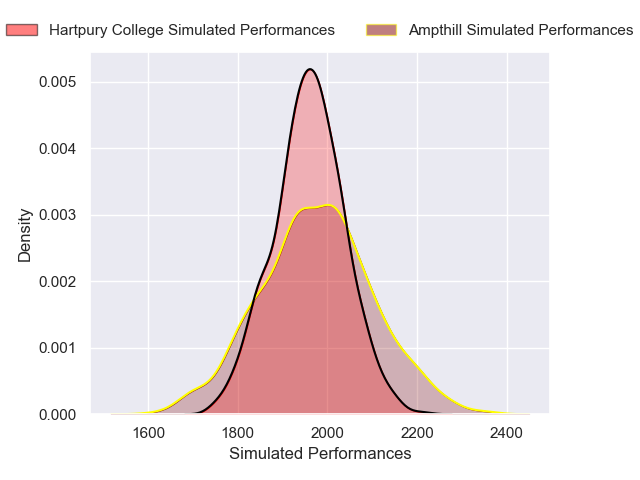 Hartpury College Simulated Performances Ampthill Simulated Performances
0.005
0.004
0.003
0.002
0.001
0.000
Density
1600 1800 2000 2200 2400
Simulated Performances